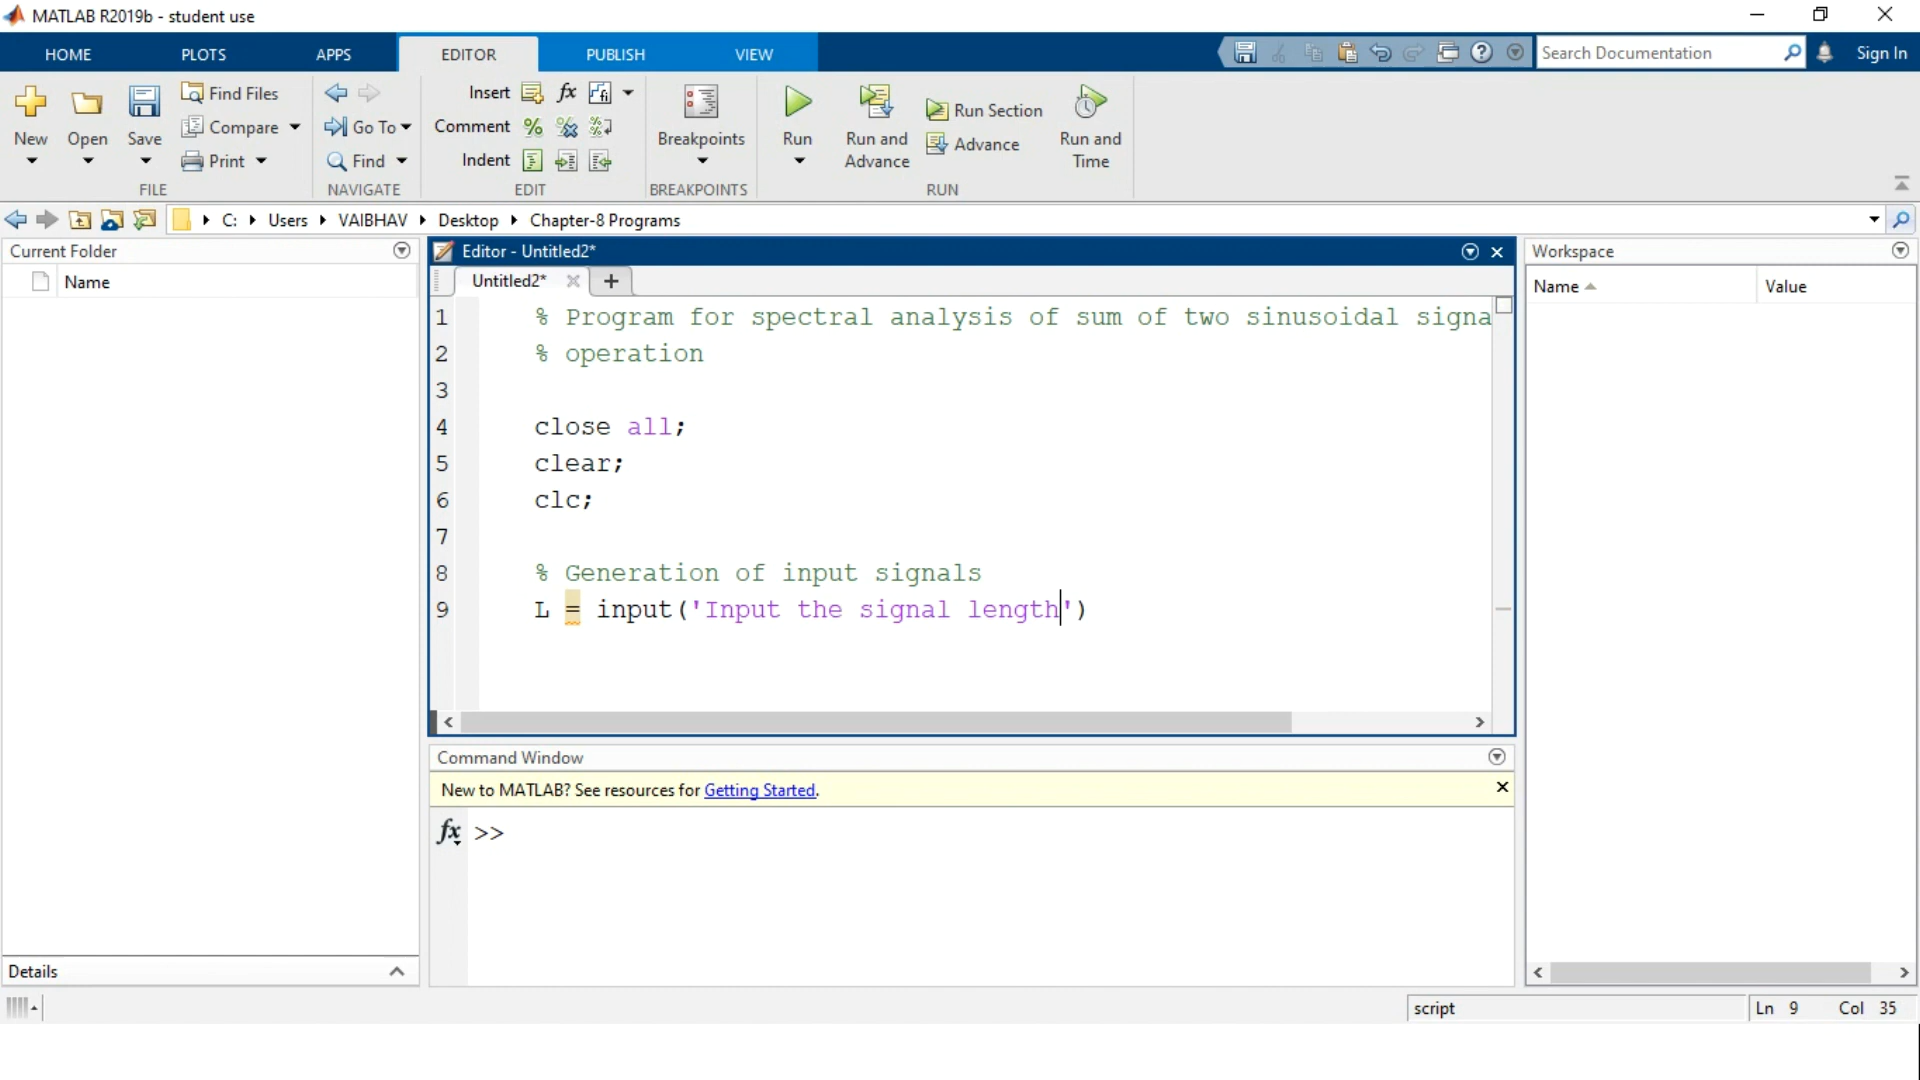 MATLAB R2019b - student use
HOME PLOTS APPS EDITOR PUBLISH VIEW Search Documentation Sign In
New Open Save Find Files Compare Print
Go To Find
Insert fx Comment Indent
Breakpoints
Run Run and Advance Run Section Advance Run and Time
FILE NAVIGATE EDIT BREAKPOINTS RUN
C: Users VAIBHAV Desktop Chapter-8 Programs
Current Folder
Name
Editor - Untitled2*
Untitled2*
1 % Program for spectral analysis of sum of two sinusoidal signa
2 % operation
3
4 close all;
5 clear;
6 clc;
7
8 % Generation of input signals
9 L = input('Input the signal length')
Command Window
New to MATLAB? See resources for Getting Started.
fx >>
Workspace
Name Value
Details
script Ln 9 Col 35